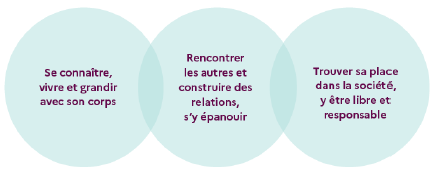 Se connaître,
vivre et grandir
avec son corps
Rencontrer
les autres et
construire des
relations,
s’y épanouir
Trouver sa place
dans la société,
y être libre et
responsable